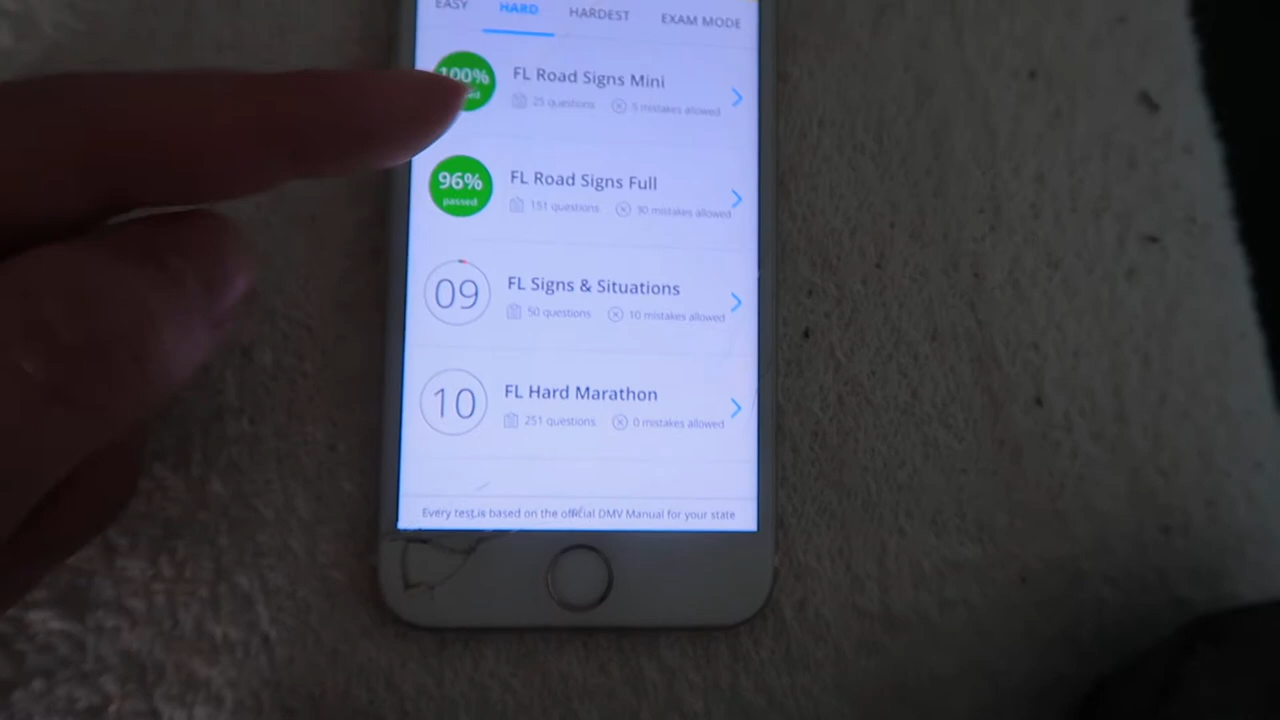 EASY HARD HARDEST EXAM MODE
100%
FL Road Signs Mini
25 questions 5 mistakes allowed
96%
passed
FL Road Signs Full
151 questions 30 mistakes allowed
09
FL Signs & Situations
50 questions 10 mistakes allowed
10
FL Hard Marathon
251 questions 0 mistakes allowed
Every test is based on the official DMV Manual for your state